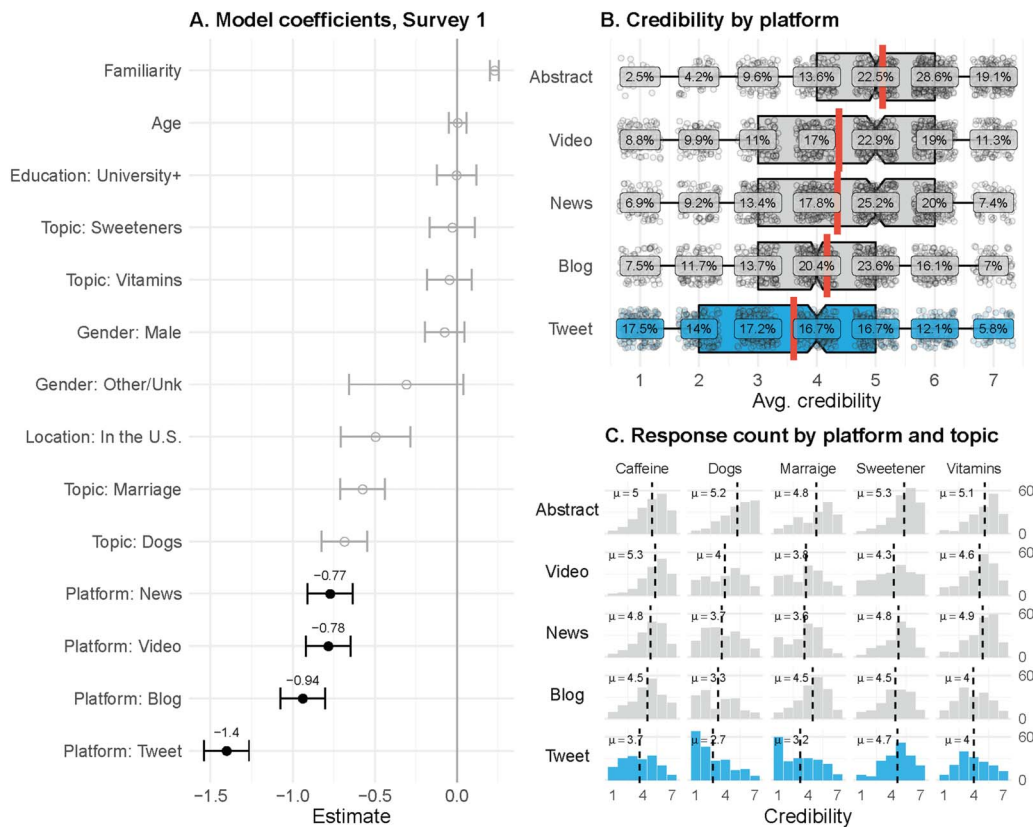 A. Model coefficients, Survey 1
Familiarity
Age
Education: University+
Topic: Sweeteners
Topic: Vitamins
Gender: Male
Gender: Other/Unk
Location: In the U.S.
Topic: Marriage
Topic: Dogs
−0.77
Platform: News
−0.78
Platform: Video
−0.94
Platform: Blog
−1.4
Platform: Tweet
−1.5 −1.0 −0.5 0.0
Estimate
B. Credibility by platform
Abstract 2.5% 4.2% 9.6% 13.6% 22.5% 28.6% 19.1%
Video 8.8% 9.9% 11% 17% 22.9% 19% 11.3%
News 6.9% 9.2% 13.4% 17.8% 25.2% 20% 7.4%
Blog 7.5% 11.7% 13.7% 20.4% 23.6% 16.1% 7%
Tweet 17.5% 14% 17.2% 16.7% 16.7% 12.1% 5.8%
1 2 3 4 5 6 7
Avg. credibility
C. Response count by platform and topic
Caffeine Dogs Marraige Sweetener Vitamins
μ = 5 μ = 5.2 μ = 4.8 μ = 5.3 μ = 5.1 60
Abstract
0
μ = 5.3 μ = 4 μ = 3.8 μ = 4.3 μ = 4.6 60
Video
0
μ = 4.8 μ = 3.7 μ = 3.6 μ = 4.8 μ = 4.9 60
News
0
μ = 4.5 μ = 3.3 μ = 4.5 μ = 4.5 μ = 4 60
Blog
0
μ = 3.7 μ = 2.7 μ = 3.2 μ = 4.7 μ = 4 60
Tweet
0
1 4 7 1 4 7 1 4 7 1 4 7 1 4 7
Credibility